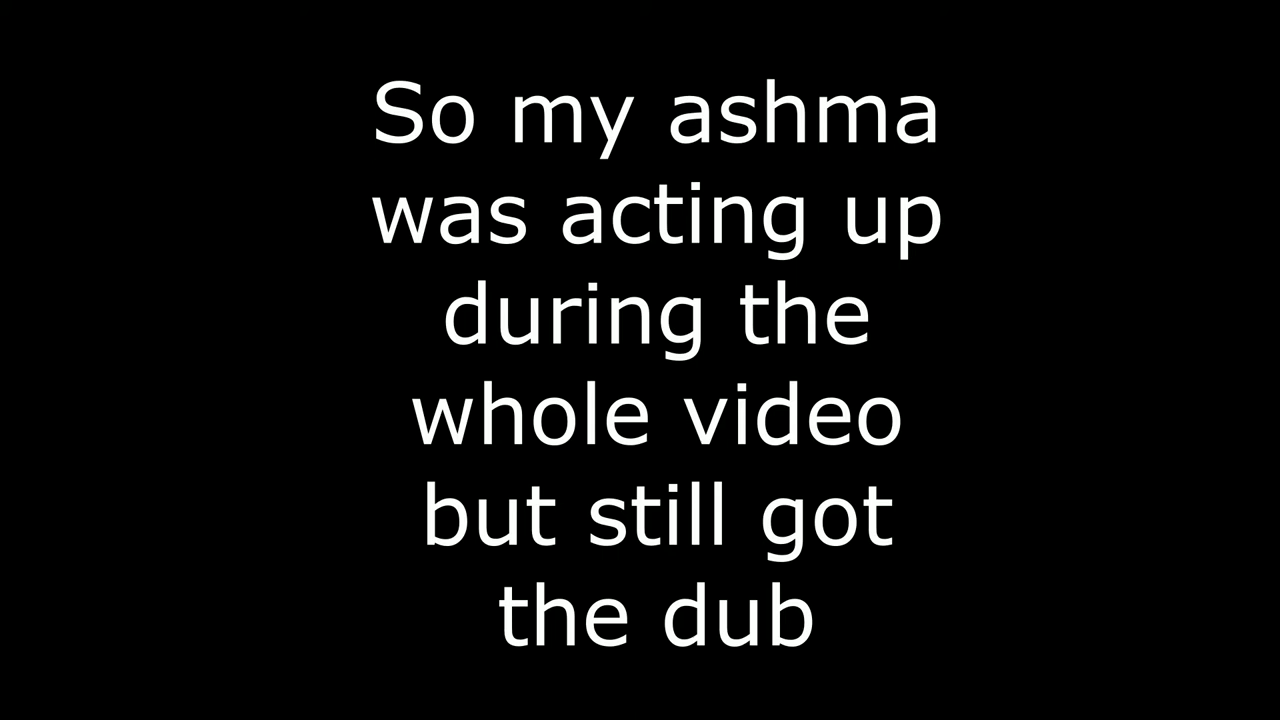 So my ashma
was acting up
during the
whole video
but still got
the dub